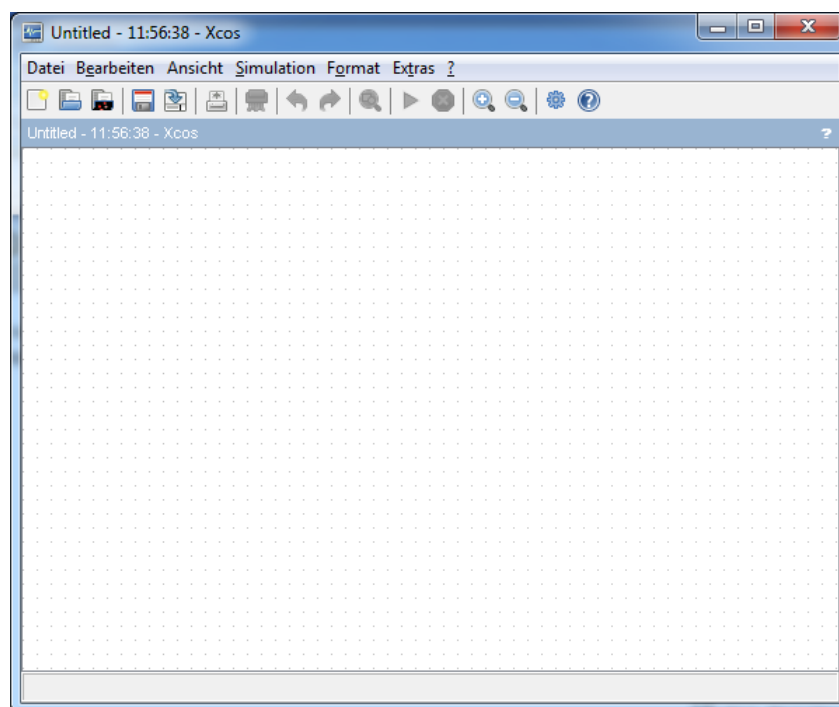 Untitled - 11:56:38 - Xcos
Datei Bearbeiten Ansicht Simulation Format Extras ?
Untitled - 11:56:38 - Xcos ?